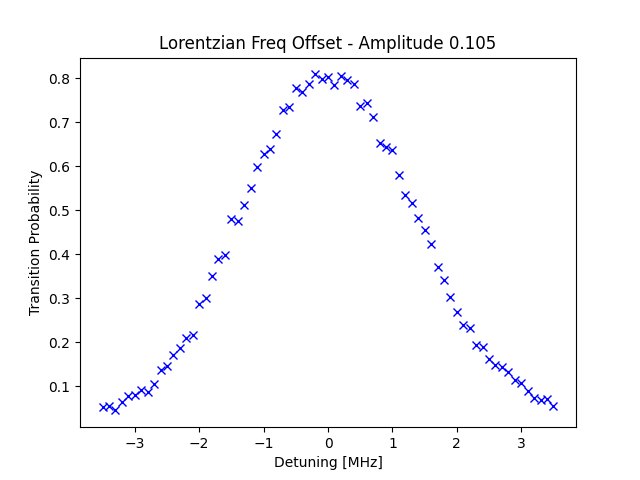 Lorentzian Freq Offset - Amplitude 0.105
0.8
0.7
0.6
0.5
0.4
0.3
0.2
0.1
Transition Probability
−3 −2 −1 0 1 2 3
Detuning [MHz]